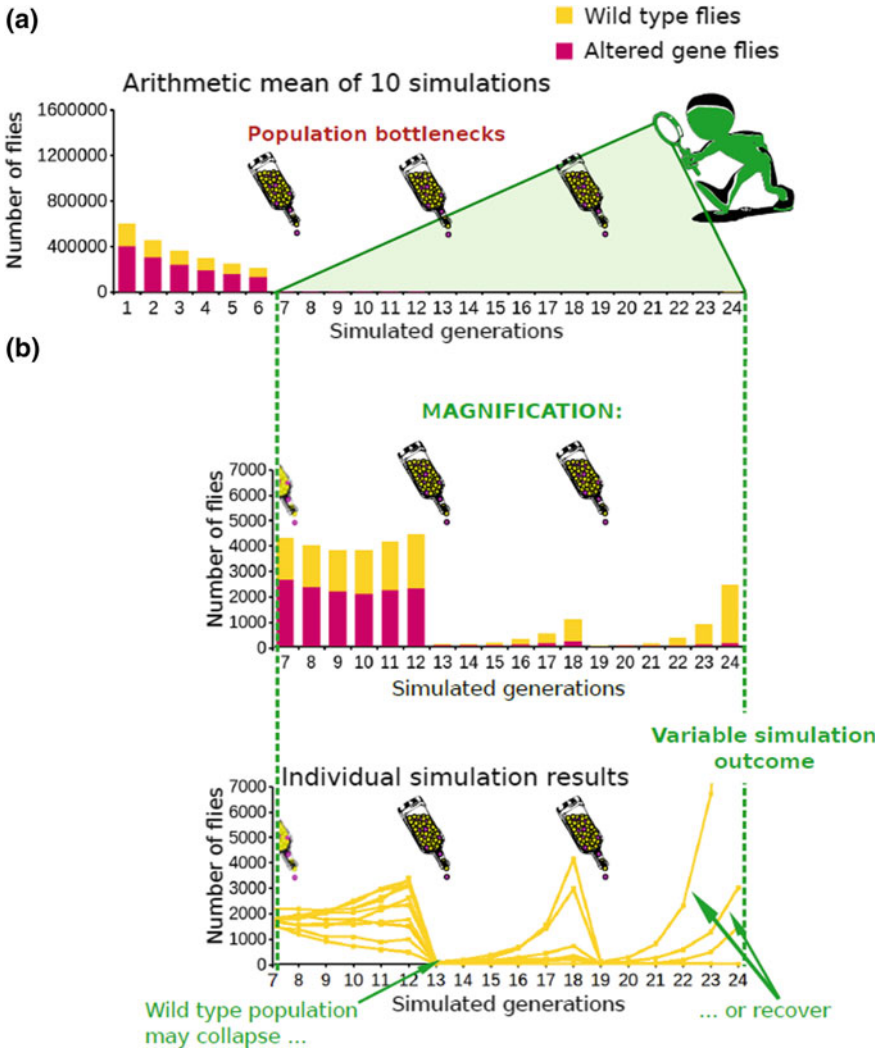 (a)
Wild type flies
Altered gene flies
Arithmetic mean of 10 simulations
Population bottlenecks
Number of flies
1600000
1200000
800000
400000
0
1 2 3 4 5 6 7 8 9 10 11 12 13 14 15 16 17 18 19 20 21 22 23 24
Simulated generations
(b)
MAGNIFICATION:
Number of flies
7000
6000
5000
4000
3000
2000
1000
0
7 8 9 10 11 12 13 14 15 16 17 18 19 20 21 22 23 24
Simulated generations
Variable simulation
outcome
Individual simulation results
Number of flies
7000
6000
5000
4000
3000
2000
1000
0
7 8 9 10 11 12 13 14 15 16 17 18 19 20 21 22 23 24
Simulated generations
Wild type population
may collapse ...
... or recover